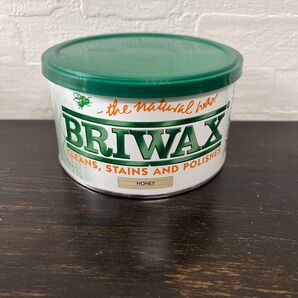 -the natural wax
BRIWAX
CLEANS, STAINS AND POLISHES
HONEY